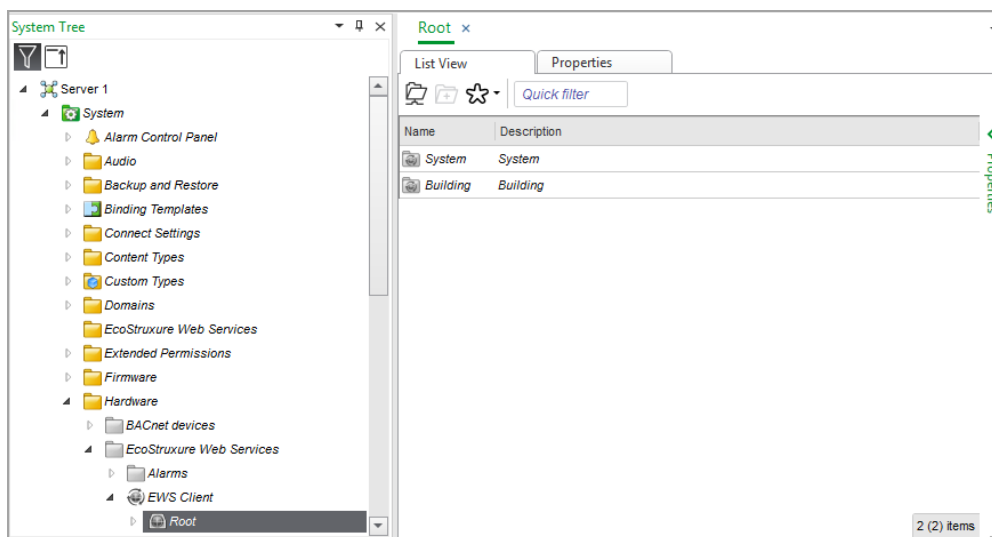 System Tree
Server 1
System
Alarm Control Panel
Audio
Backup and Restore
Binding Templates
Connect Settings
Content Types
Custom Types
Domains
EcoStruxure Web Services
Extended Permissions
Firmware
Hardware
BACnet devices
EcoStruxure Web Services
Alarms
EWS Client
Root
Root
List View Properties
Quick filter
Name Description
System System
Building Building
2 (2) items
Properties